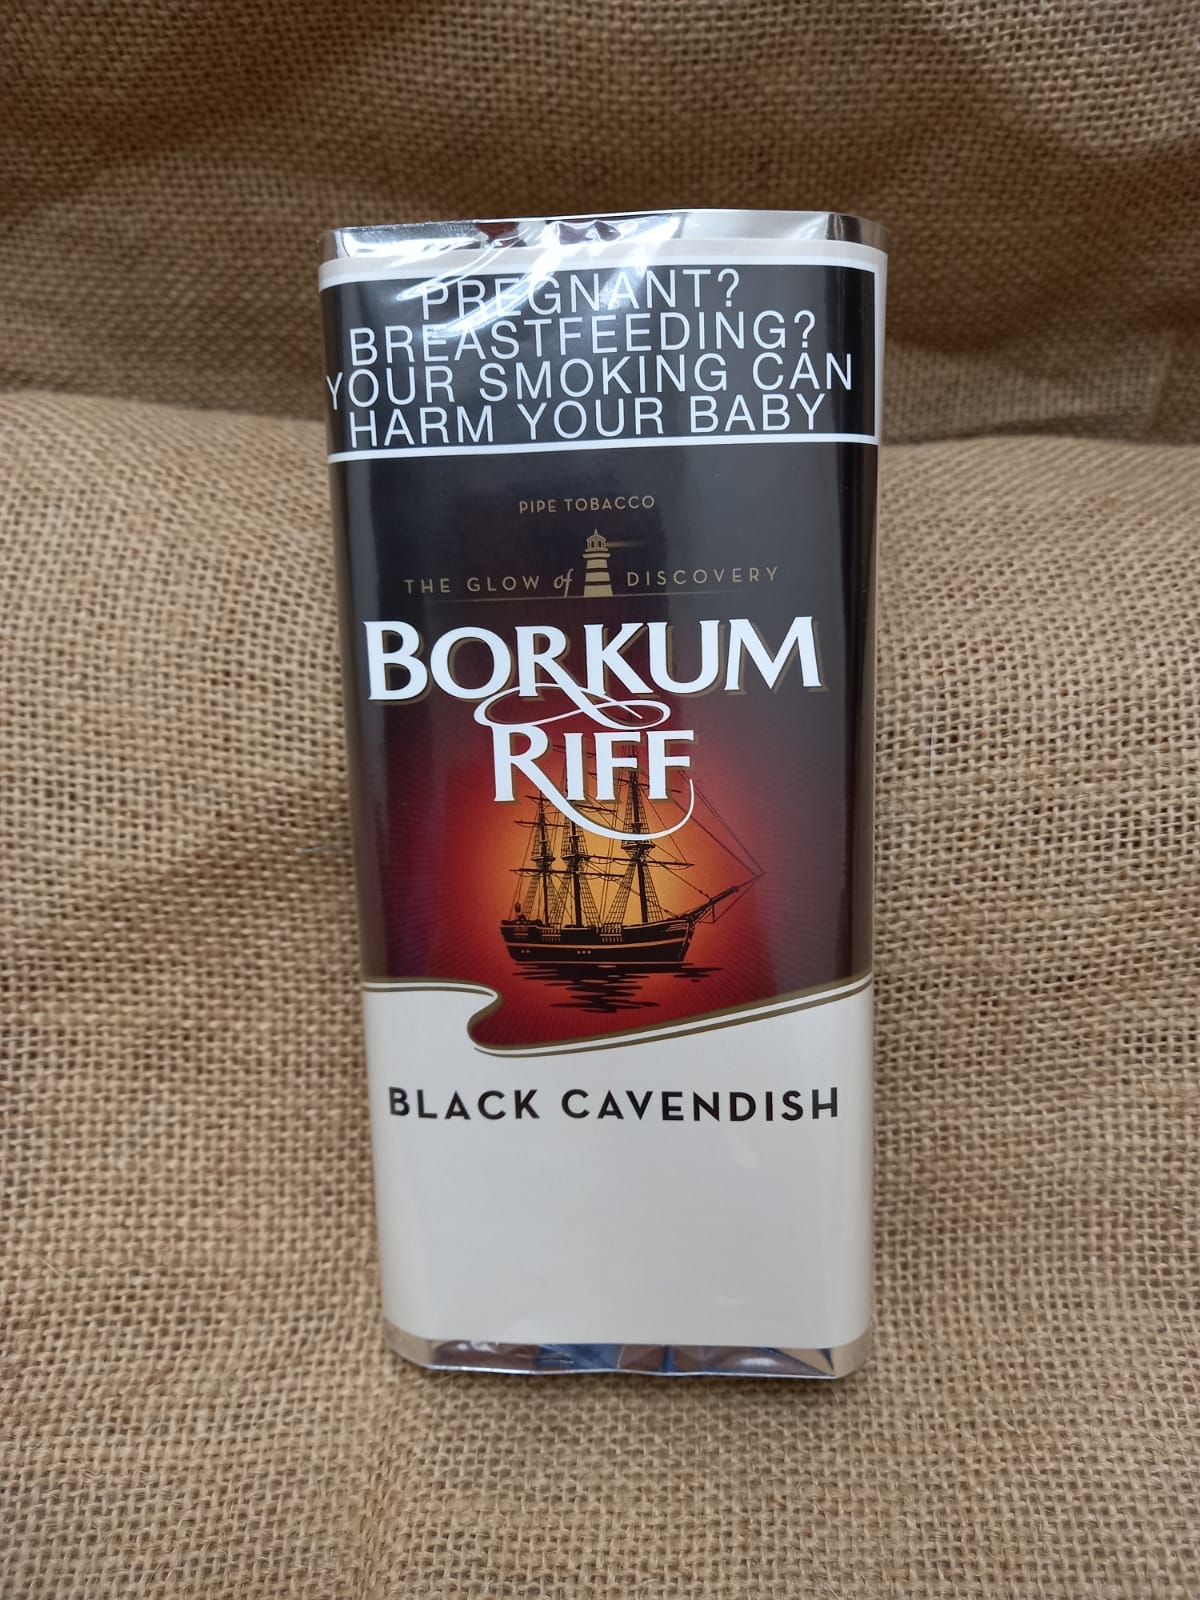 PREGNANT?
BREASTFEEDING?
YOUR SMOKING CAN
HARM YOUR BABY
PIPE TOBACCO
THE GLOW of DISCOVERY
BORKUM
RIFF
BLACK CAVENDISH